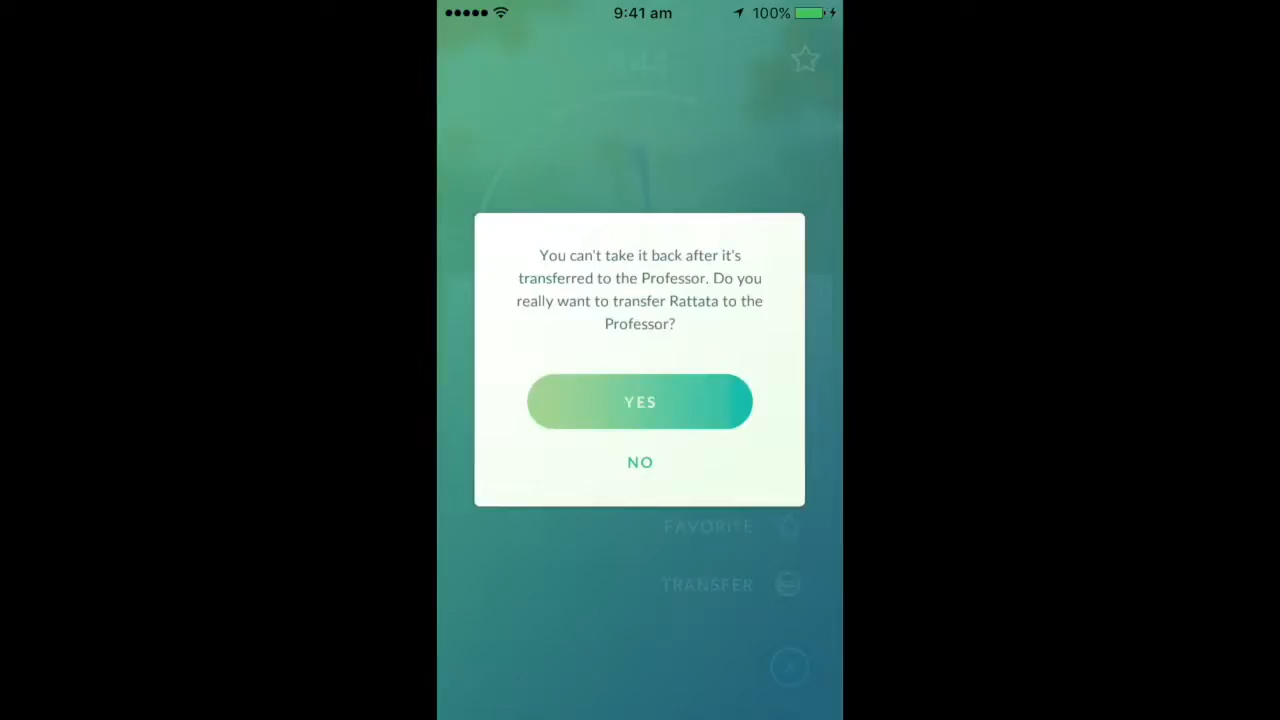 9:41 am
100%
You can't take it back after it's
transferred to the Professor. Do you
really want to transfer Rattata to the
Professor?
YES
NO
FAVORITE
TRANSFER